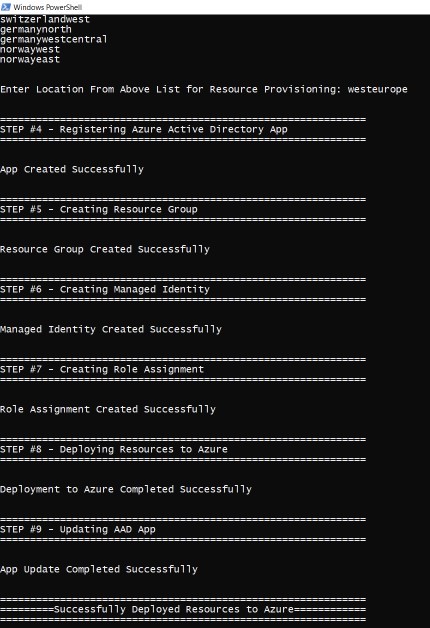 Windows PowerShell
switzerlandwest
germanynorth
germanywestcentral
norwaywest
norwayeast
Enter Location From Above List for Resource Provisioning: westeurope
=============================================================
STEP #4 - Registering Azure Active Directory App
=============================================================
App Created Successfully
=============================================================
STEP #5 - Creating Resource Group
=============================================================
Resource Group Created Successfully
=============================================================
STEP #6 - Creating Managed Identity
=============================================================
Managed Identity Created Successfully
=============================================================
STEP #7 - Creating Role Assignment
=============================================================
Role Assignment Created Successfully
=============================================================
STEP #8 - Deploying Resources to Azure
=============================================================
Deployment to Azure Completed Successfully
=============================================================
STEP #9 - Updating AAD App
=============================================================
App Update Completed Successfully
=============================================================
=========Successfully Deployed Resources to Azure============
=============================================================